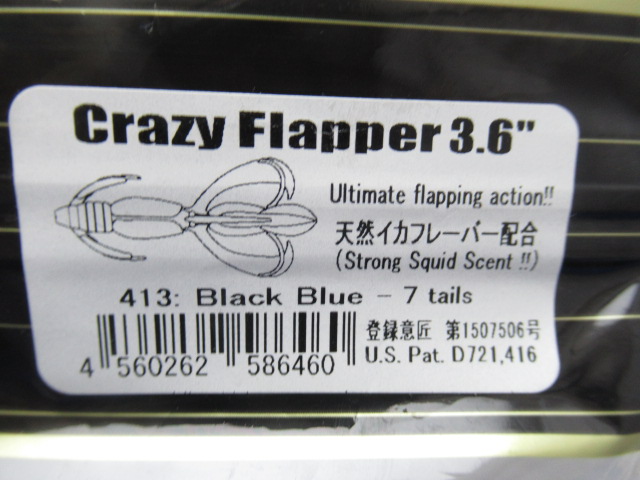 Crazy Flapper 3.6"
Ultimate flapping action!!
天然イカフレーバー配合
(Strong Squid Scent !!)
413: Black Blue - 7 tails
登録意匠 第1507506号
U.S. Pat. D721,416
4 560262 586460